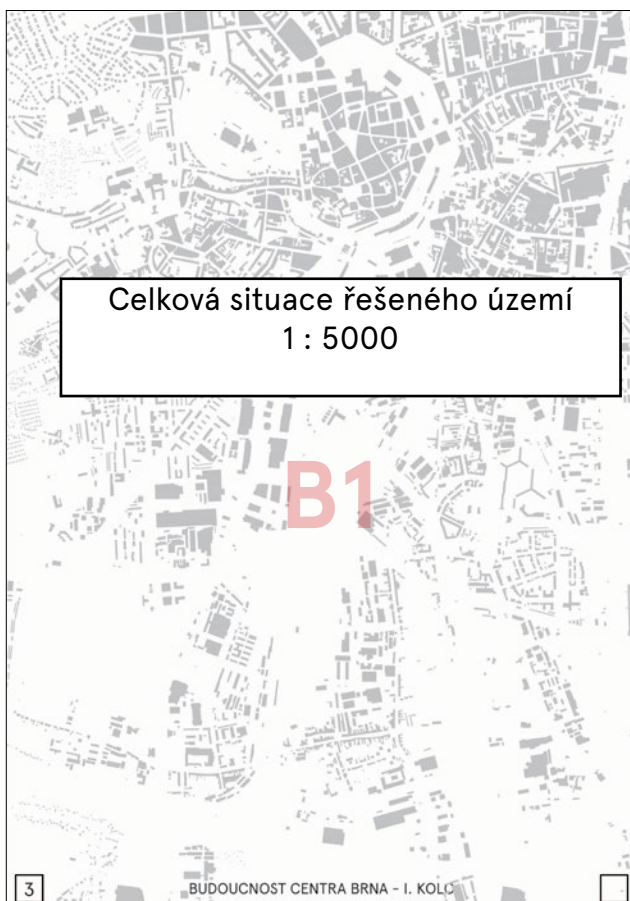 Celková situace řešeného území
1 : 5000
B1
3
BUDOUCNOST CENTRA BRNA - I. KOLO